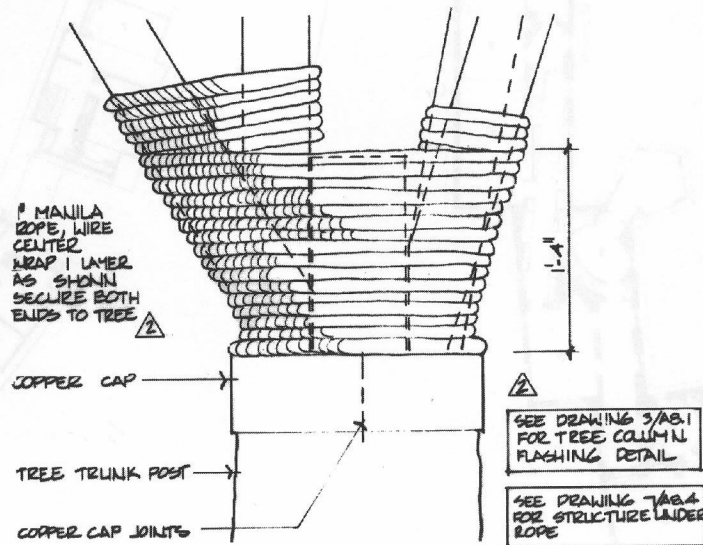 1" MANILA
ROPE, WIRE
CENTER
WRAP 1 LAYER
AS SHOWN
SECURE BOTH
ENDS TO TREE
2
COPPER CAP
TREE TRUNK POST
COPPER CAP JOINTS
1'-4"
2
SEE DRAWING 3/A8.1
FOR TREE COLUMN
FLASHING DETAIL
SEE DRAWING 7/A8.4
FOR STRUCTURE UNDER
ROPE